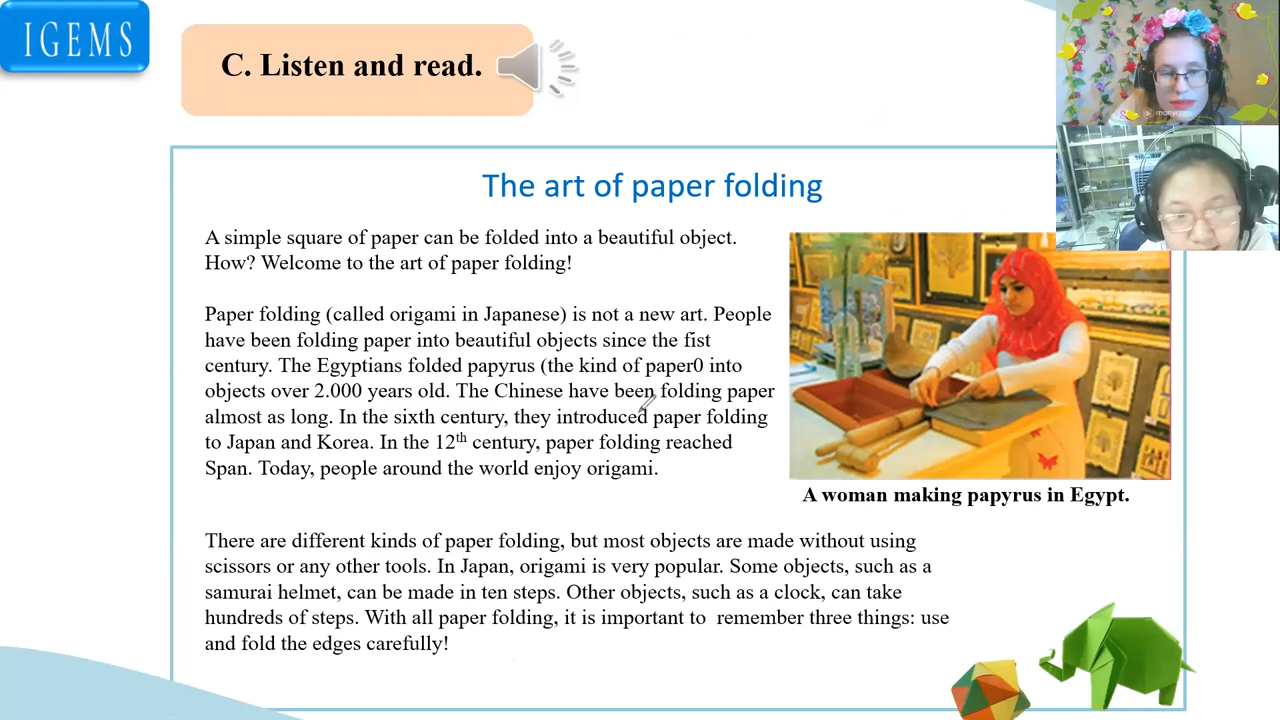 IGEMS
C. Listen and read.
The art of paper folding
A simple square of paper can be folded into a beautiful object.
How? Welcome to the art of paper folding!
Paper folding (called origami in Japanese) is not a new art. People
have been folding paper into beautiful objects since the fist
century. The Egyptians folded papyrus (the kind of paper0 into
objects over 2.000 years old. The Chinese have been folding paper
almost as long. In the sixth century, they introduced paper folding
to Japan and Korea. In the 12th century, paper folding reached
Span. Today, people around the world enjoy origami.
A woman making papyrus in Egypt.
There are different kinds of paper folding, but most objects are made without using
scissors or any other tools. In Japan, origami is very popular. Some objects, such as a
samurai helmet, can be made in ten steps. Other objects, such as a clock, can take
hundreds of steps. With all paper folding, it is important to  remember three things: use
and fold the edges carefully!